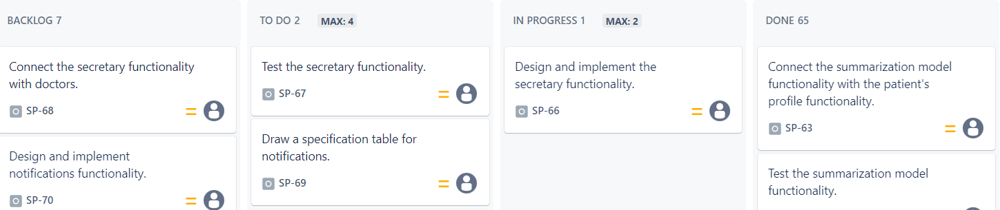 BACKLOG 7
Connect the secretary functionality
with doctors.
SP-68
Design and implement
notifications functionality.
SP-70
TO DO 2 MAX: 4
Test the secretary functionality.
SP-67
Draw a specification table for
notifications.
SP-69
IN PROGRESS 1 MAX: 2
Design and implement the
secretary functionality.
SP-66
DONE 65
Connect the summarization model
functionality with the patient's
profile functionality.
SP-63
Test the summarization model
functionality.